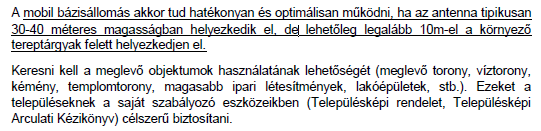 A mobil bázisállomás akkor tud hatékonyan és optimálisan működni, ha az antenna tipikusan
30-40 méteres magasságban helyezkedik el, de lehetőleg legalább 10m-el a környező
tereptárgyak felett helyezkedjen el.
Keresni kell a meglevő objektumok használatának lehetőségét (meglévő torony, víztorony,
kémény, templomtorony, magasabb ipari létesítmények, lakóépületek, stb.). Ezeket a
településeknek a saját szabályozó eszközeikben (Településképi rendelet, Településképi
Arculati Kézikönyv) célszerű biztosítani.